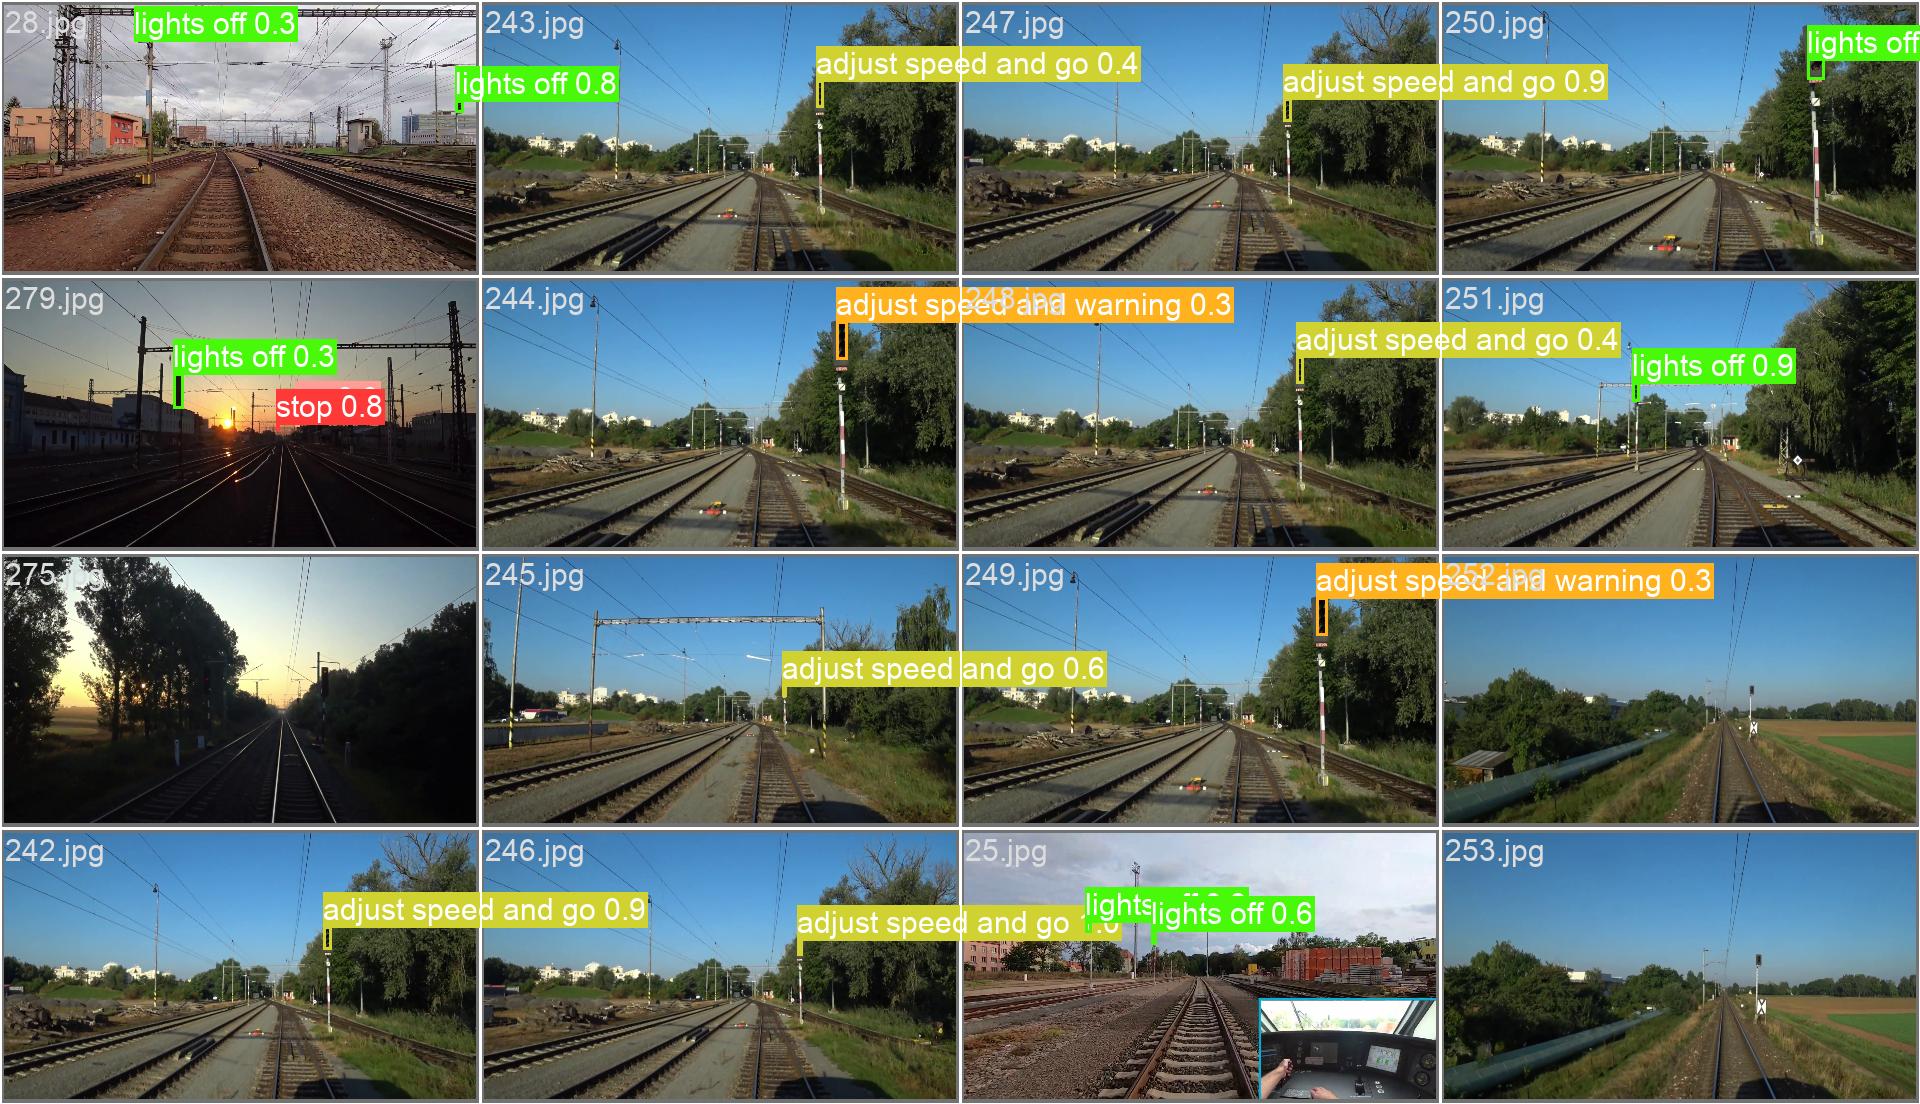 28.jpg
lights off 0.3
lights off 0.8
243.jpg
adjust speed and go 0.4
247.jpg
adjust speed and go 0.9
250.jpg
lights off
279.jpg
lights off 0.3
stop 0.8
244.jpg
adjust speed and warning 0.3
248.jpg
adjust speed and go 0.4
251.jpg
lights off 0.9
275.jpg
245.jpg
adjust speed and go 0.6
249.jpg
adjust speed and warning 0.3
252.jpg
253.jpg
242.jpg
adjust speed and go 0.9
246.jpg
adjust speed and go
25.jpg
lights
lights off 0.6